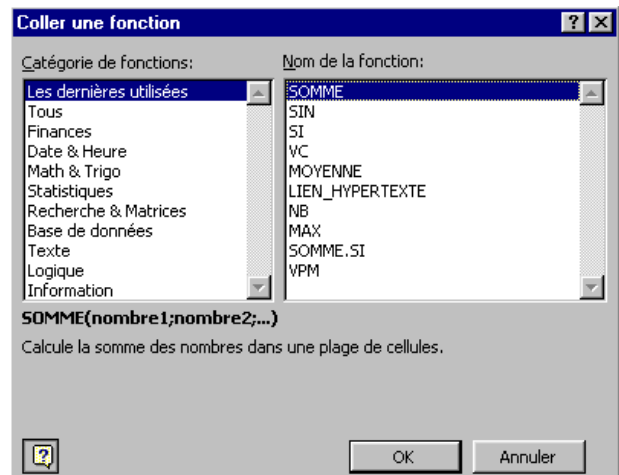 Coller une fonction
Catégorie de fonctions:
Nom de la fonction:
Les dernières utilisées
Tous
Finances
Date & Heure
Math & Trigo
Statistiques
Recherche & Matrices
Base de données
Texte
Logique
Information
SOMME
SIN
SI
VC
MOYENNE
LIEN_HYPERTEXTE
NB
MAX
SOMME.SI
VPM
SOMME(nombre1;nombre2;...)
Calcule la somme des nombres dans une plage de cellules.
OK
Annuler